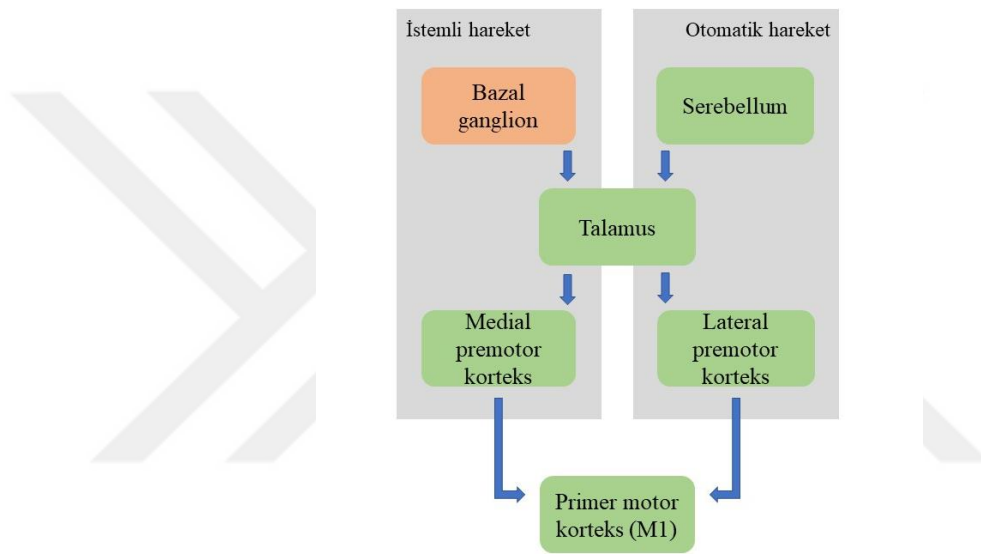 İstemli hareket
Otomatik hareket
Bazal
ganglion
Serebellum
Talamus
Medial
premotor
korteks
Lateral
premotor
korteks
Primer motor
korteks (M1)